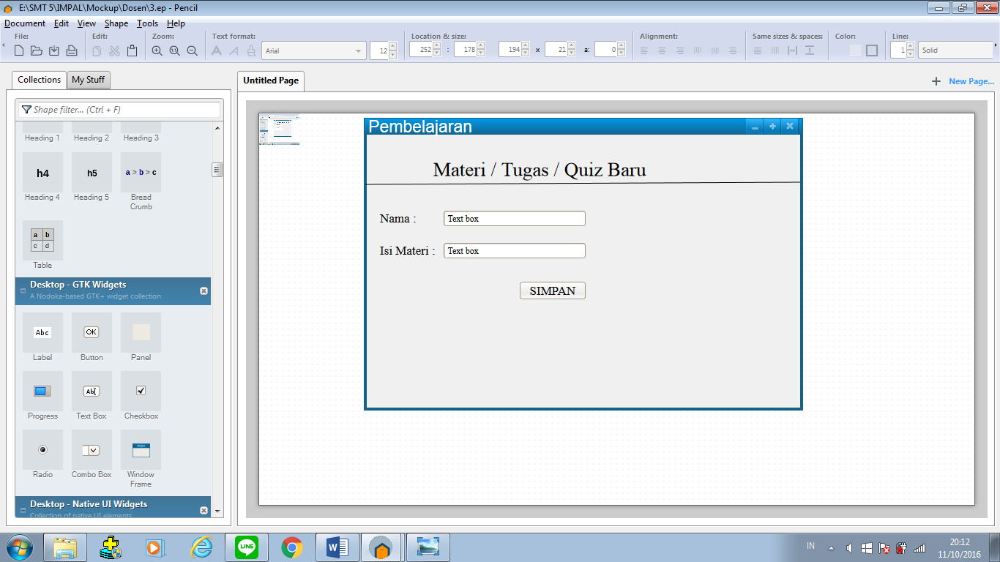 E:\SMT 5\IMPAL\Mockup\Dosen\3.ep - Pencil
Document Edit View Shape Tools Help
File: Edit: Zoom: Text format: Location & size: Alignment: Same sizes & spaces: Color: Line:
Arial 12 252 : 178 194 x 21 a: 0 1 Solid
Collections My Stuff
Untitled Page
New Page...
Shape filter... (Ctrl + F)
Heading 1 Heading 2 Heading 3
h4 h5 a > b > c
Heading 4 Heading 5 Bread
Crumb
a b
c d
Table
Desktop - GTK Widgets
A Nodoka-based GTK+ widget collection
Abc OK
Label Button Panel
Ab
Progress Text Box Checkbox
Radio Combo Box Window
Frame
Desktop - Native UI Widgets
Collection of native UI elements
Pembelajaran
Materi / Tugas / Quiz Baru
Nama : Text box
Isi Materi : Text box
SIMPAN
LINE
IN
20:12
11/10/2016